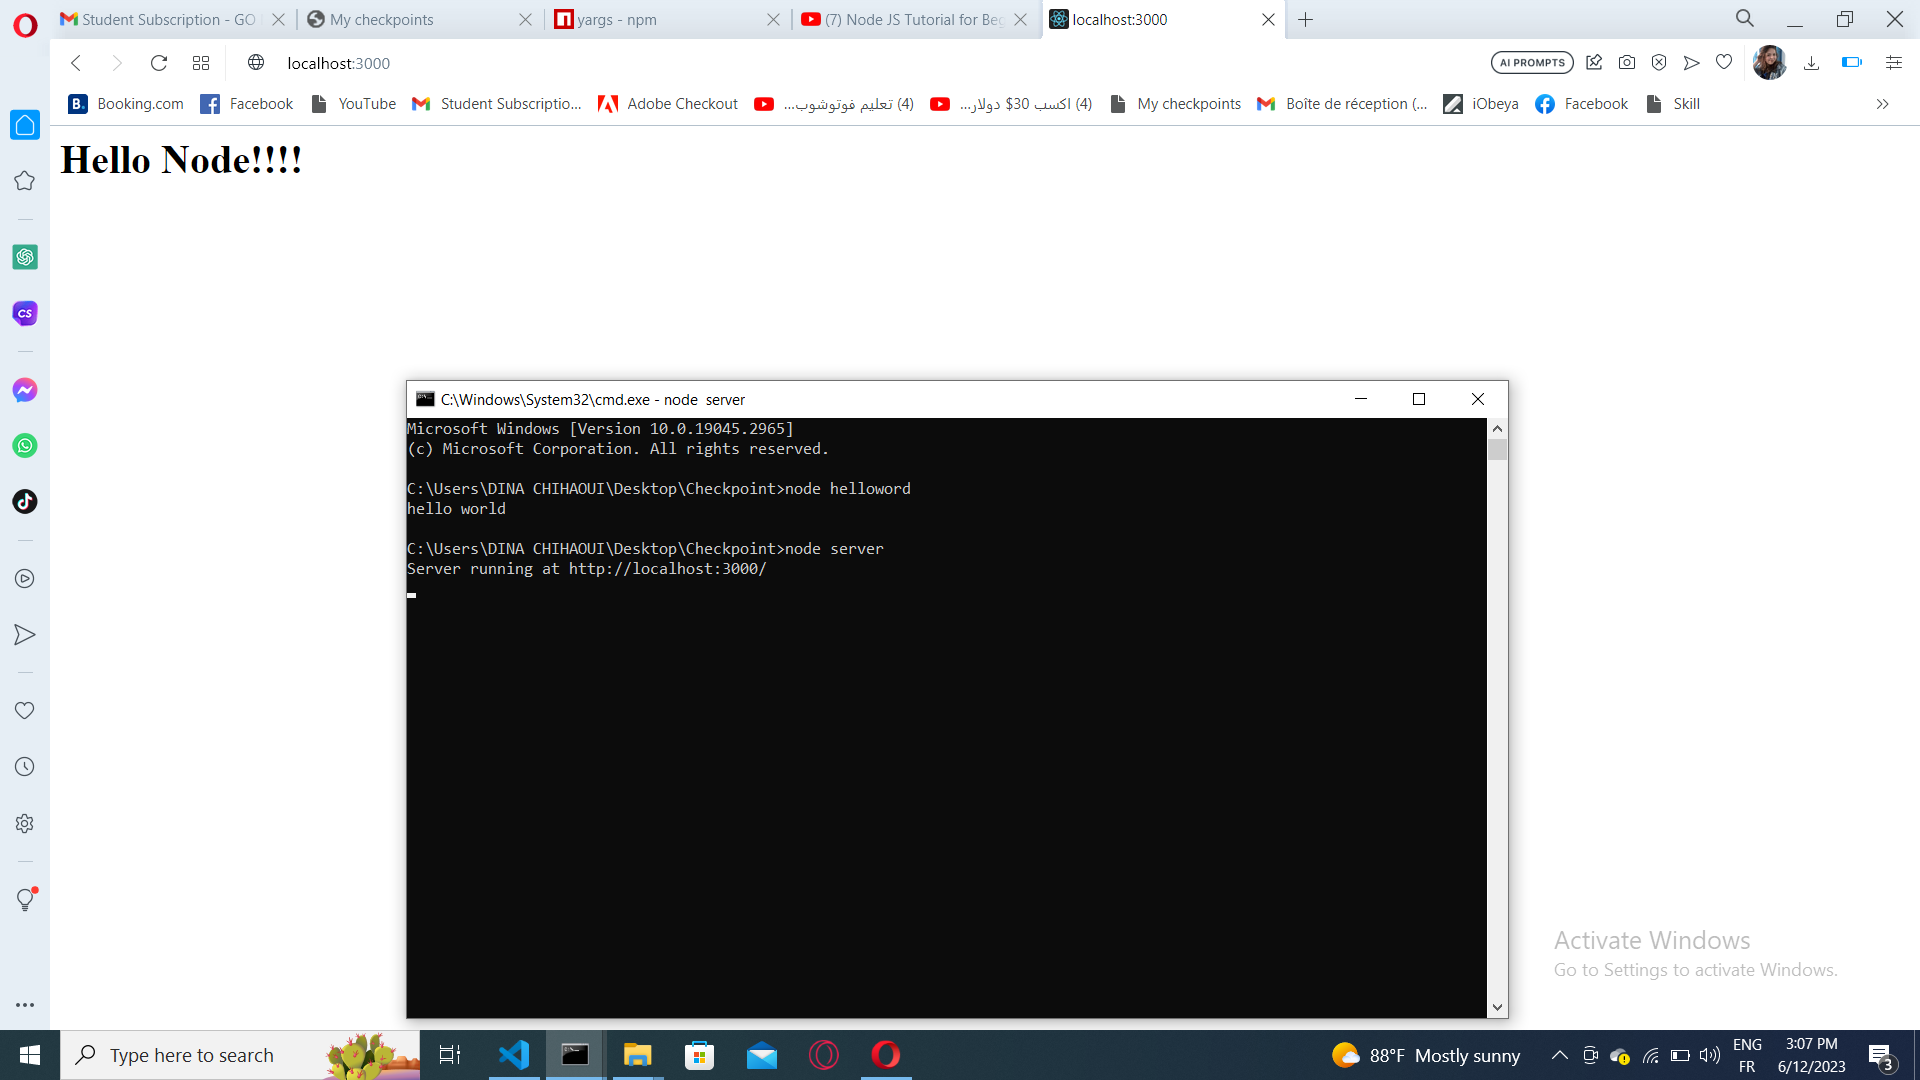 Student Subscription - GO
My checkpoints
yargs - npm
(7) Node JS Tutorial for Beg
localhost:3000
localhost:3000
AI PROMPTS
Booking.com
Facebook
YouTube
Student Subscriptio...
Adobe Checkout
(4) تعليم فوتوشوب...
(4) اكسب 30$ دولار...
My checkpoints
Boîte de réception (...
iObeya
Facebook
Skill
Hello Node!!!!
C:\Windows\System32\cmd.exe - node  server
Microsoft Windows [Version 10.0.19045.2965]
(c) Microsoft Corporation. All rights reserved.
C:\Users\DINA CHIHAOUI\Desktop\Checkpoint>node helloword
hello world
C:\Users\DINA CHIHAOUI\Desktop\Checkpoint>node server
Server running at http://localhost:3000/
Activate Windows
Go to Settings to activate Windows.
Type here to search
88°F Mostly sunny
ENG
FR
3:07 PM
6/12/2023
3